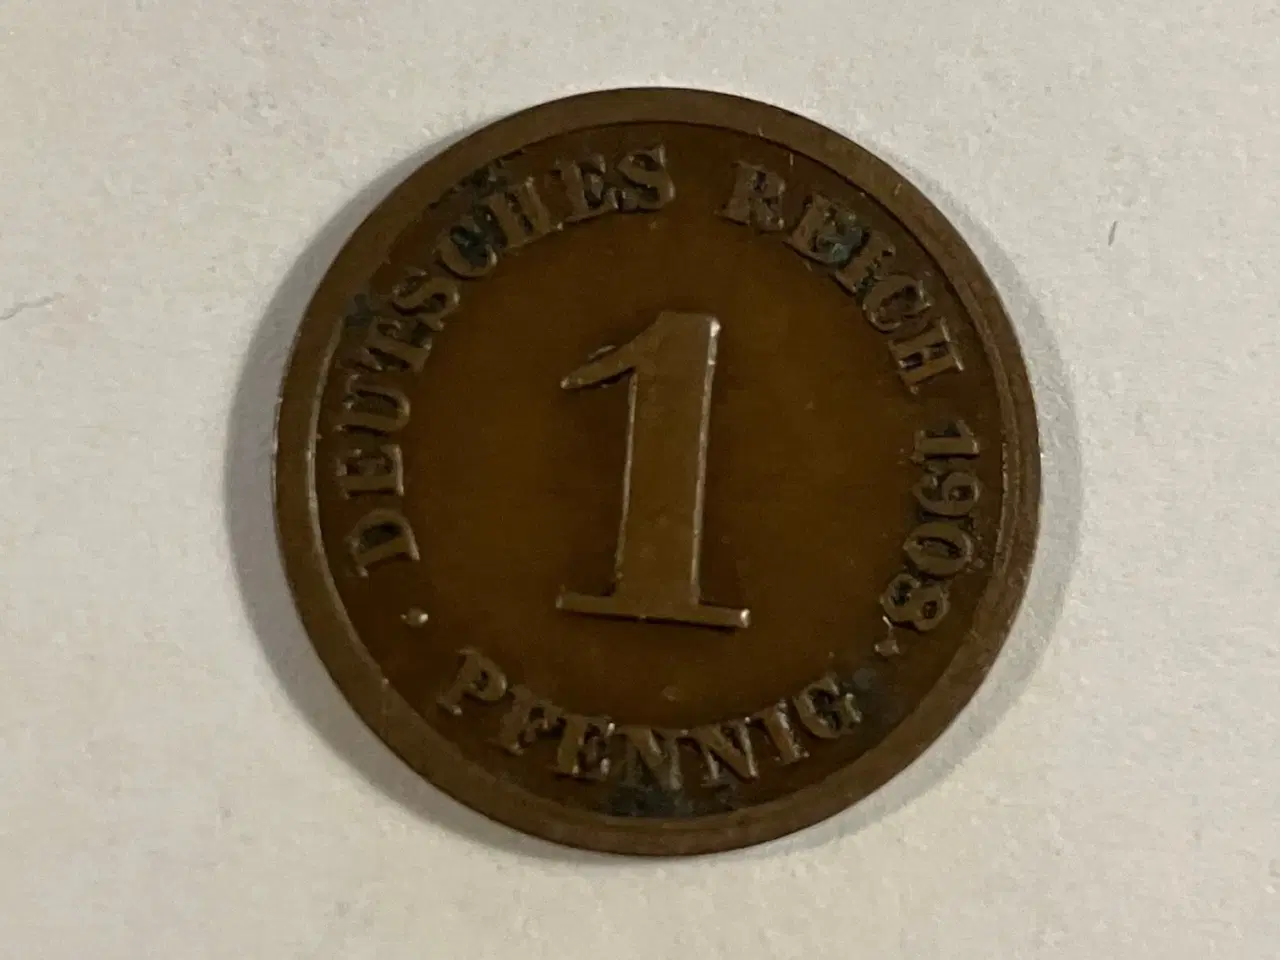 DEUTSCHES REICH 1908
1
PFENNIG